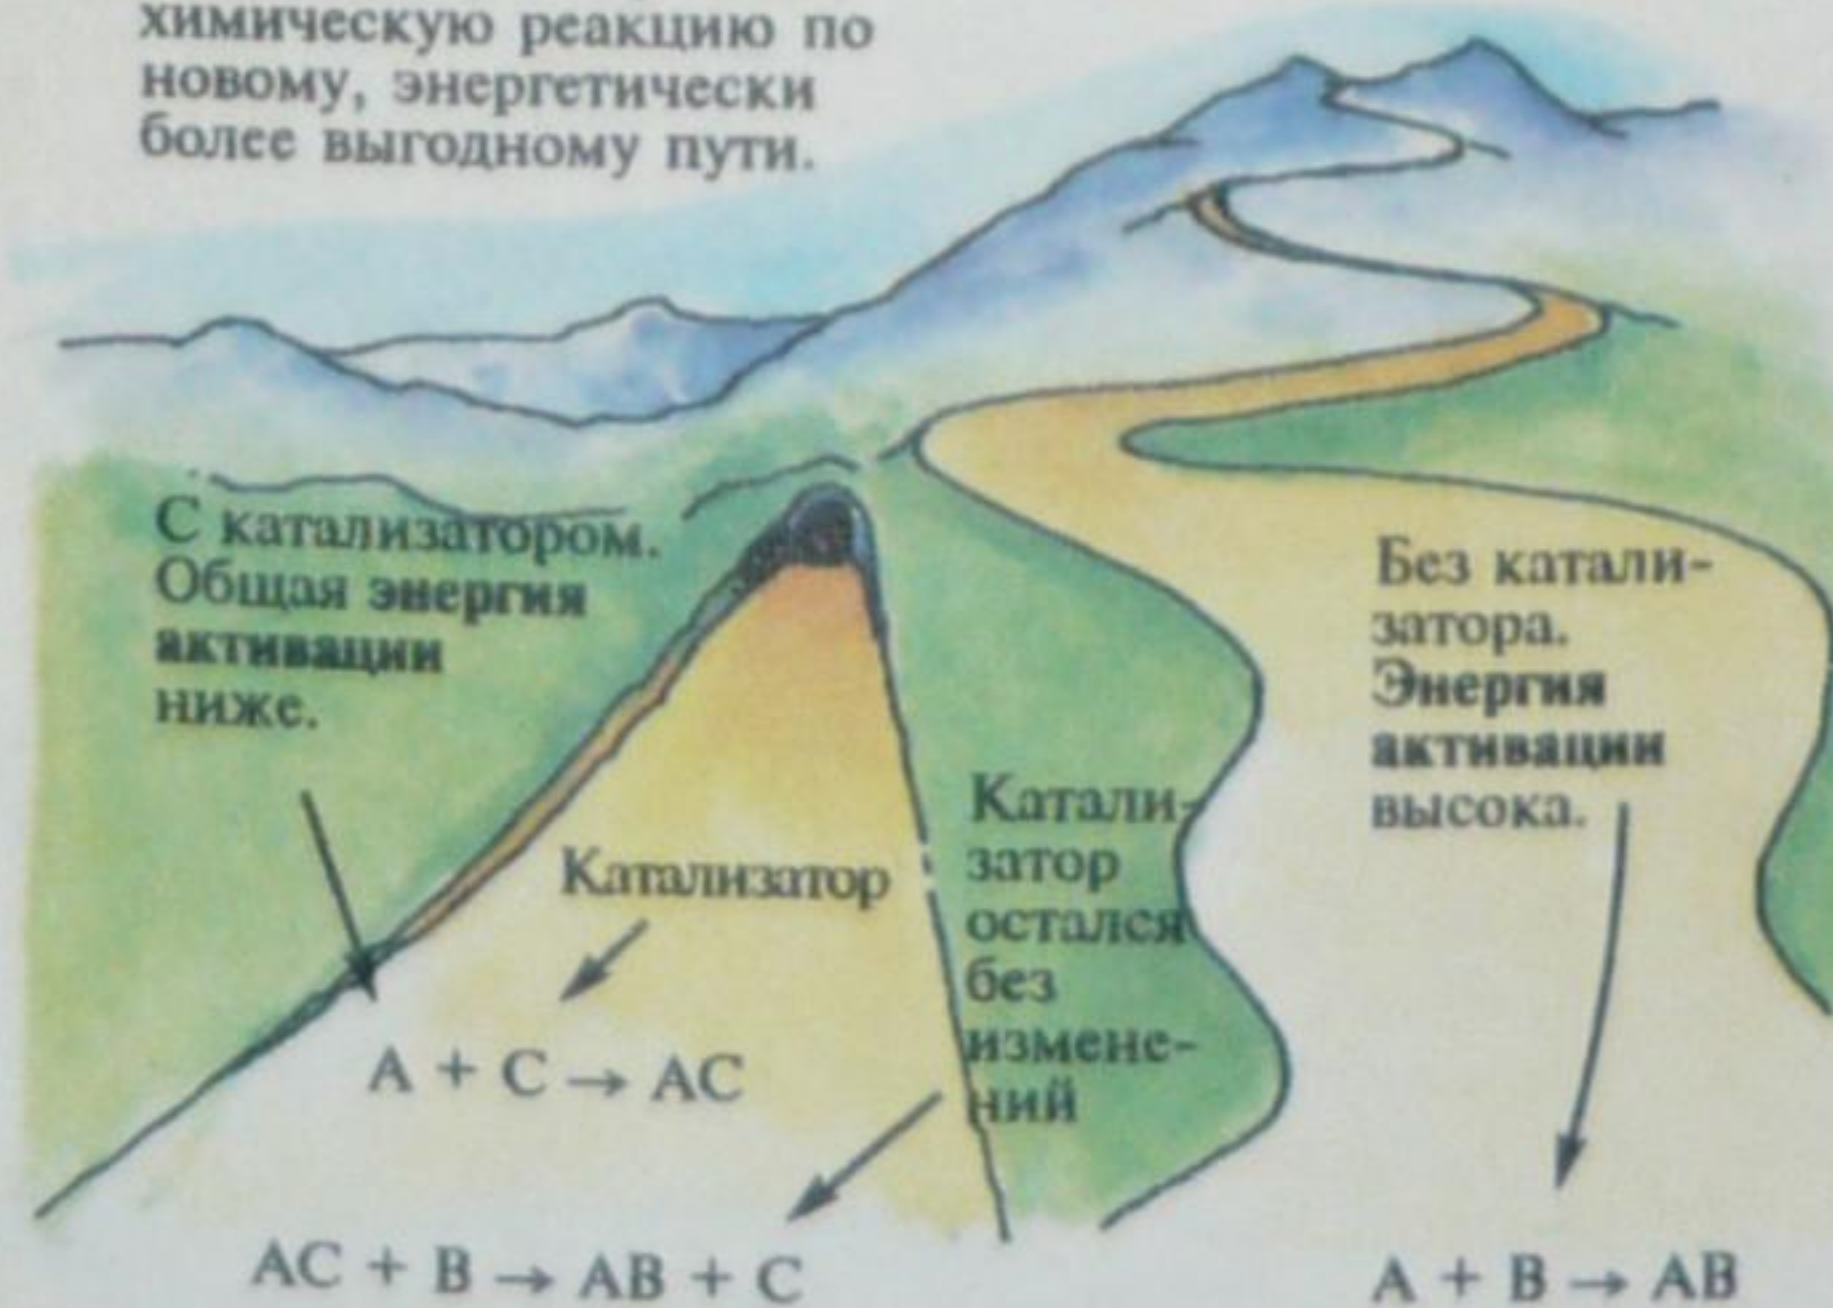 химическую реакцию по
новому, энергетически
более выгодному пути.
С катализатором.
Общая энергия
активации
ниже.
Катализатор
A + C → AC
AC + B → AB + C
Катали-
затор
остался
без
измене-
ний
Без катали-
затора.
Энергия
активации
высока.
A + B → AB